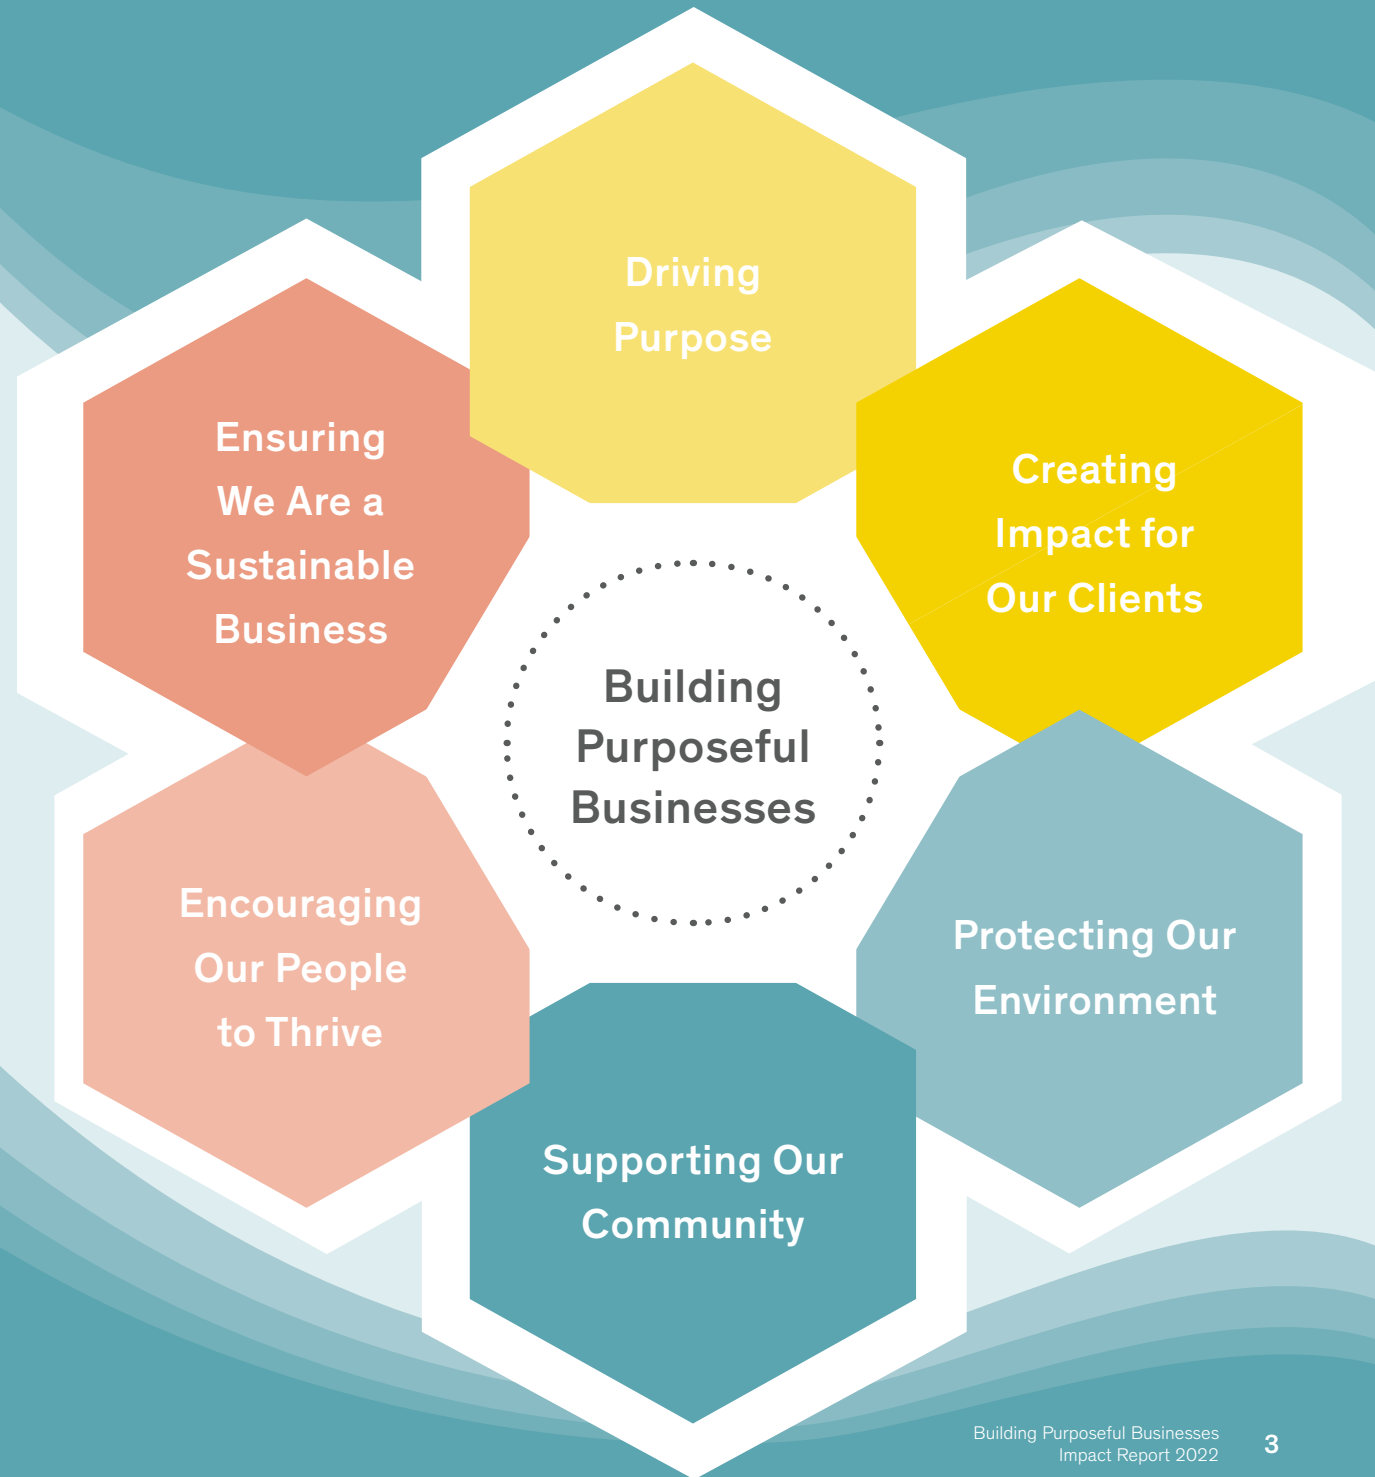 Driving
Purpose
Creating
Impact for
Our Clients
Protecting Our
Environment
Supporting Our
Community
Encouraging
Our People
to Thrive
Ensuring
We Are a
Sustainable
Business
Building
Purposeful
Businesses
Building Purposeful Businesses
Impact Report 2022
3